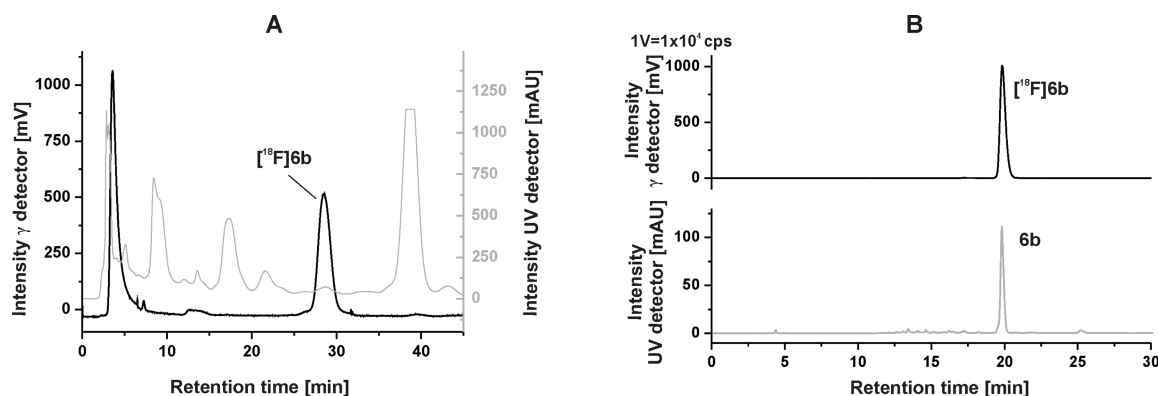 A
Intensity γ detector [mV]
1000
750
500
250
0
[¹⁸F]6b
1250
1000
750
500
250
0
Intensity UV detector [mAU]
0 10 20 30 40
Retention time [min]
B
1V=1x10⁴ cps
Intensity
γ detector [mV]
1000
500
0
[¹⁸F]6b
Intensity
UV detector [mAU]
100
50
0
6b
0 5 10 15 20 25 30
Retention time [min]